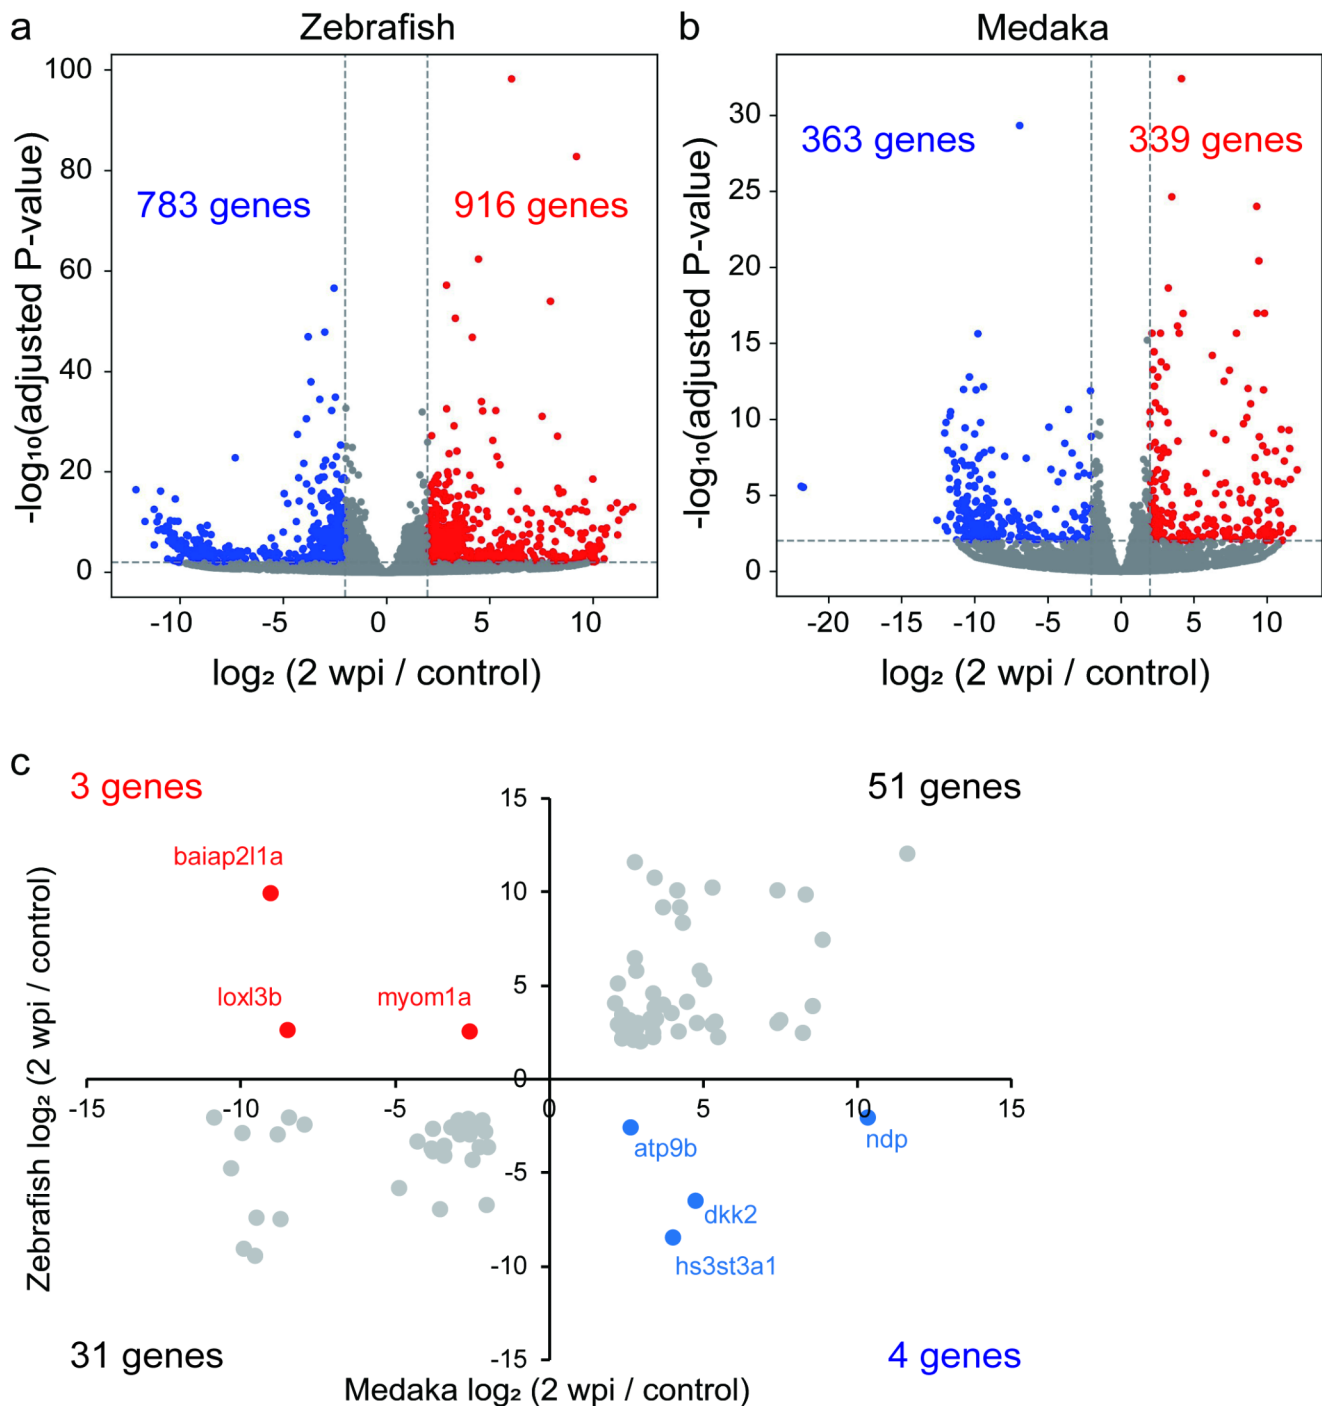 a
Zebrafish
100
80
60
40
20
0
-log₁₀(adjusted P-value)
783 genes
916 genes
-10 -5 0 5 10
log₂ (2 wpi / control)
b
Medaka
30
25
20
15
10
5
0
-log₁₀(adjusted P-value)
363 genes
339 genes
-20 -15 -10 -5 0 5 10
log₂ (2 wpi / control)
c
3 genes
51 genes
15
baiap2l1a
10
loxl3b
myom1a
5
0
-15 -10 -5 0 5 10 15
atp9b
ndp
-5
dkk2
hs3st3a1
-10
31 genes
4 genes
-15
Zebrafish log₂ (2 wpi / control)
Medaka log₂ (2 wpi / control)